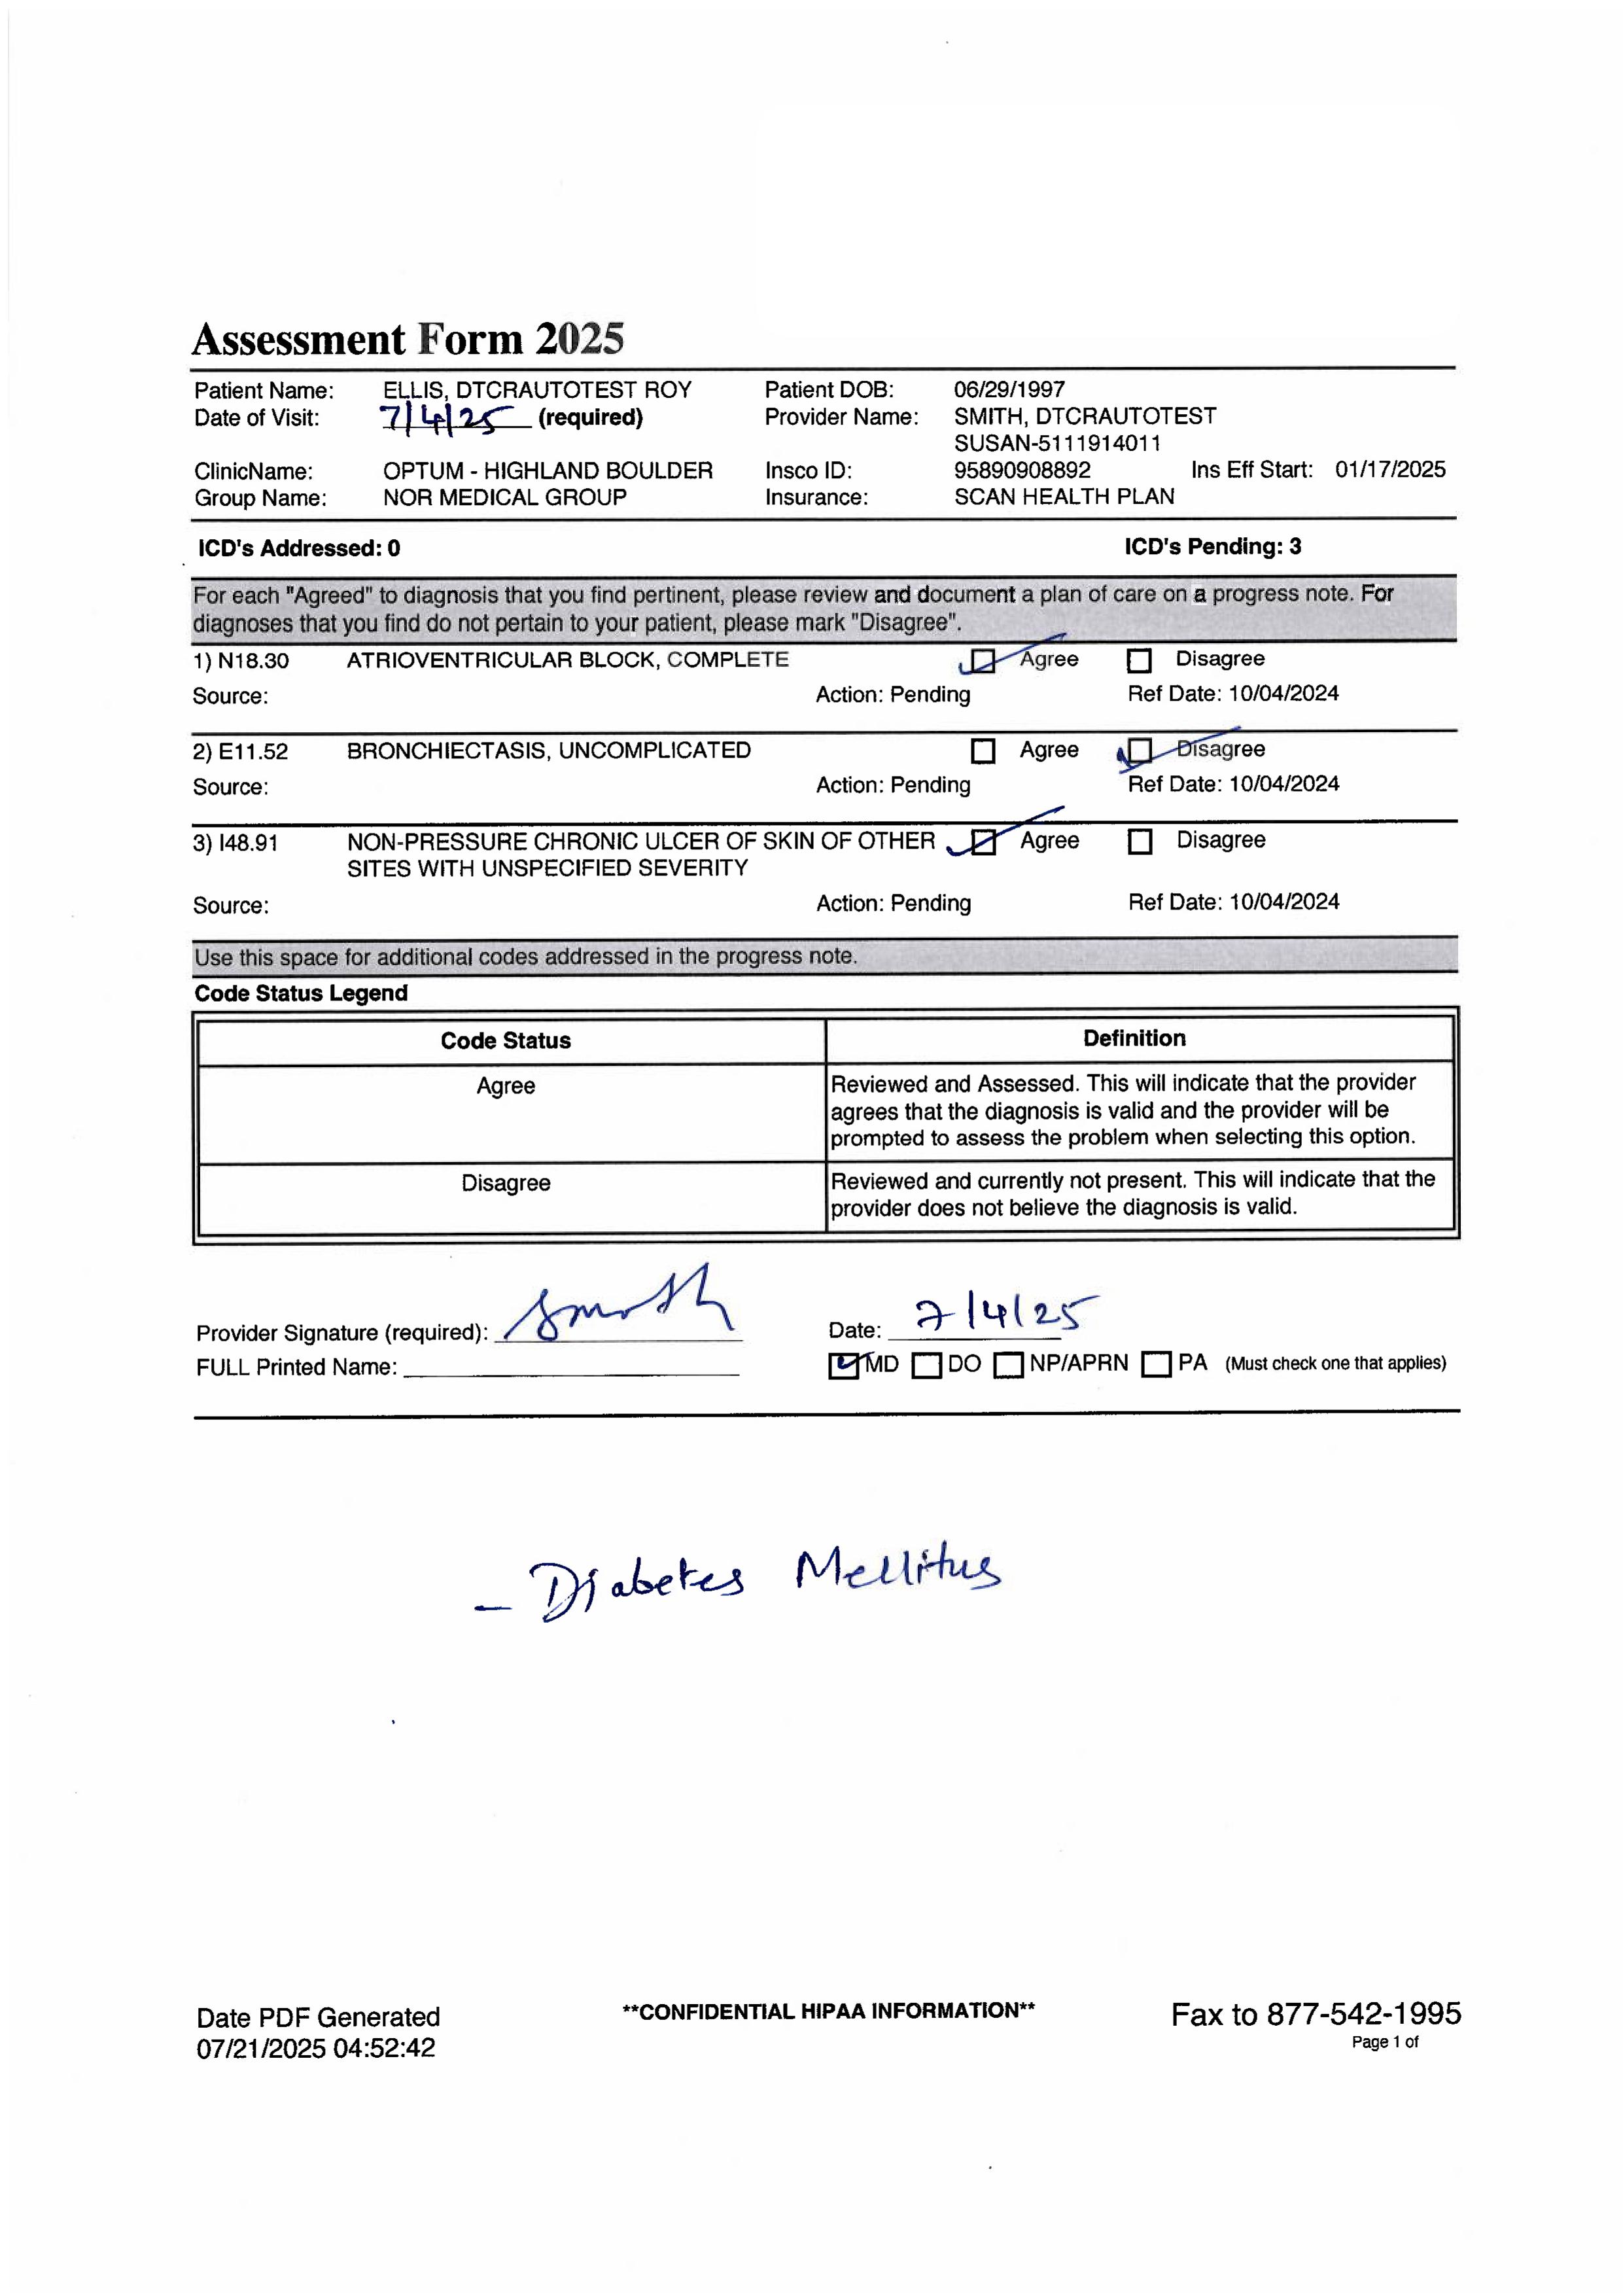 Assessment Form 2025
Patient Name: ELLIS, DTCRAUTOTEST ROY Patient DOB: 06/29/1997
Date of Visit: 7/4/25 (required) Provider Name: SMITH, DTCRAUTOTEST
SUSAN-5111914011
ClinicName: OPTUM - HIGHLAND BOULDER Insco ID: 95890908892 Ins Eff Start: 01/17/2025
Group Name: NOR MEDICAL GROUP Insurance: SCAN HEALTH PLAN
ICD's Addressed: 0 ICD's Pending: 3
For each "Agreed" to diagnosis that you find pertinent, please review and document a plan of care on a progress note. For
diagnoses that you find do not pertain to your patient, please mark "Disagree".
1) N18.30 ATRIOVENTRICULAR BLOCK, COMPLETE Agree Disagree
Source: Action: Pending Ref Date: 10/04/2024
2) E11.52 BRONCHIECTASIS, UNCOMPLICATED Agree Disagree
Source: Action: Pending Ref Date: 10/04/2024
3) I48.91 NON-PRESSURE CHRONIC ULCER OF SKIN OF OTHER Agree Disagree
SITES WITH UNSPECIFIED SEVERITY
Source: Action: Pending Ref Date: 10/04/2024
Use this space for additional codes addressed in the progress note.
Code Status Legend
Code Status Definition
Agree Reviewed and Assessed. This will indicate that the provider
agrees that the diagnosis is valid and the provider will be
prompted to assess the problem when selecting this option.
Disagree Reviewed and currently not present. This will indicate that the
provider does not believe the diagnosis is valid.
Provider Signature (required): Smith Date: 7/4/25
FULL Printed Name: MD DO NP/APRN PA (Must check one that applies)
- Diabetes Mellitus
Date PDF Generated **CONFIDENTIAL HIPAA INFORMATION** Fax to 877-542-1995
07/21/2025 04:52:42 Page 1 of